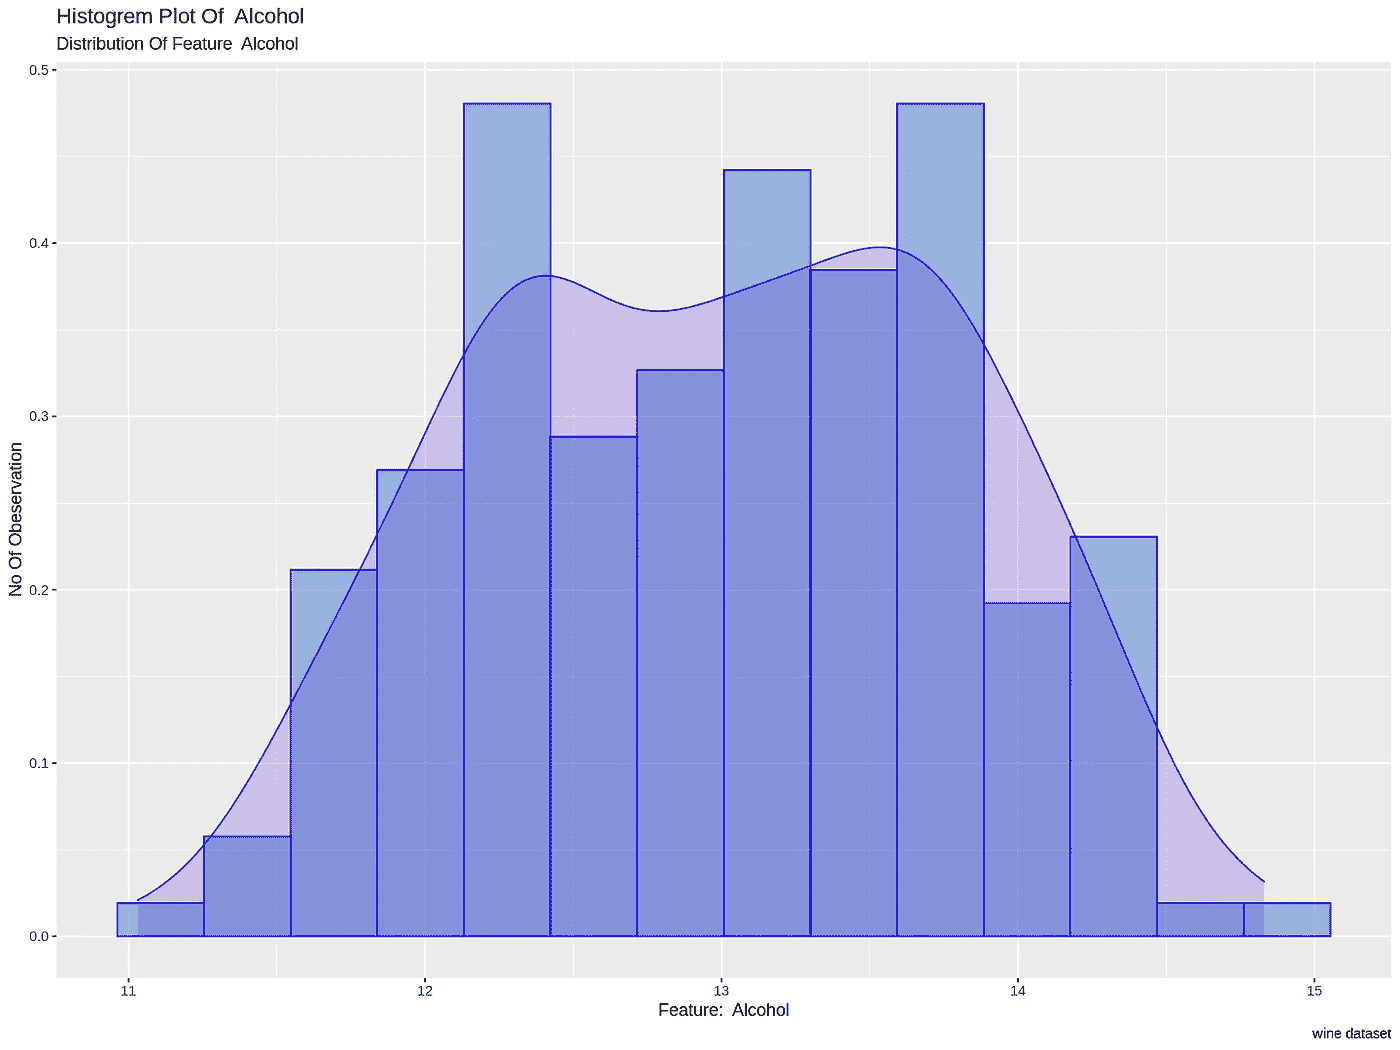 Histogrem Plot Of  Alcohol
Distribution Of Feature  Alcohol
No Of Obeservation
0.5
0.4
0.3
0.2
0.1
0.0
11 12 13 14 15
Feature:  Alcohol
wine dataset